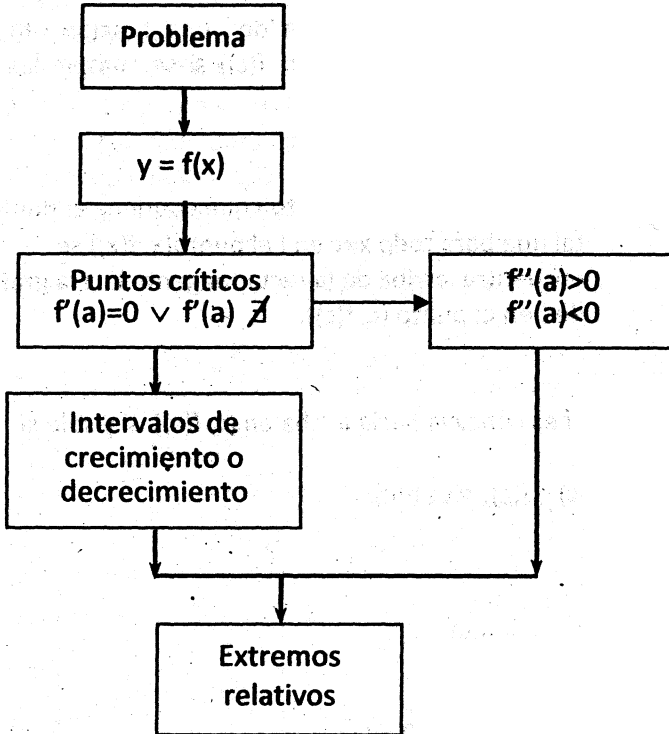 Problema
y = f(x)
Puntos críticos
f'(a)=0 ∨ f'(a) ∄
f''(a)>0
f''(a)<0
Intervalos de
crecimiento o
decrecimiento
Extremos
relativos